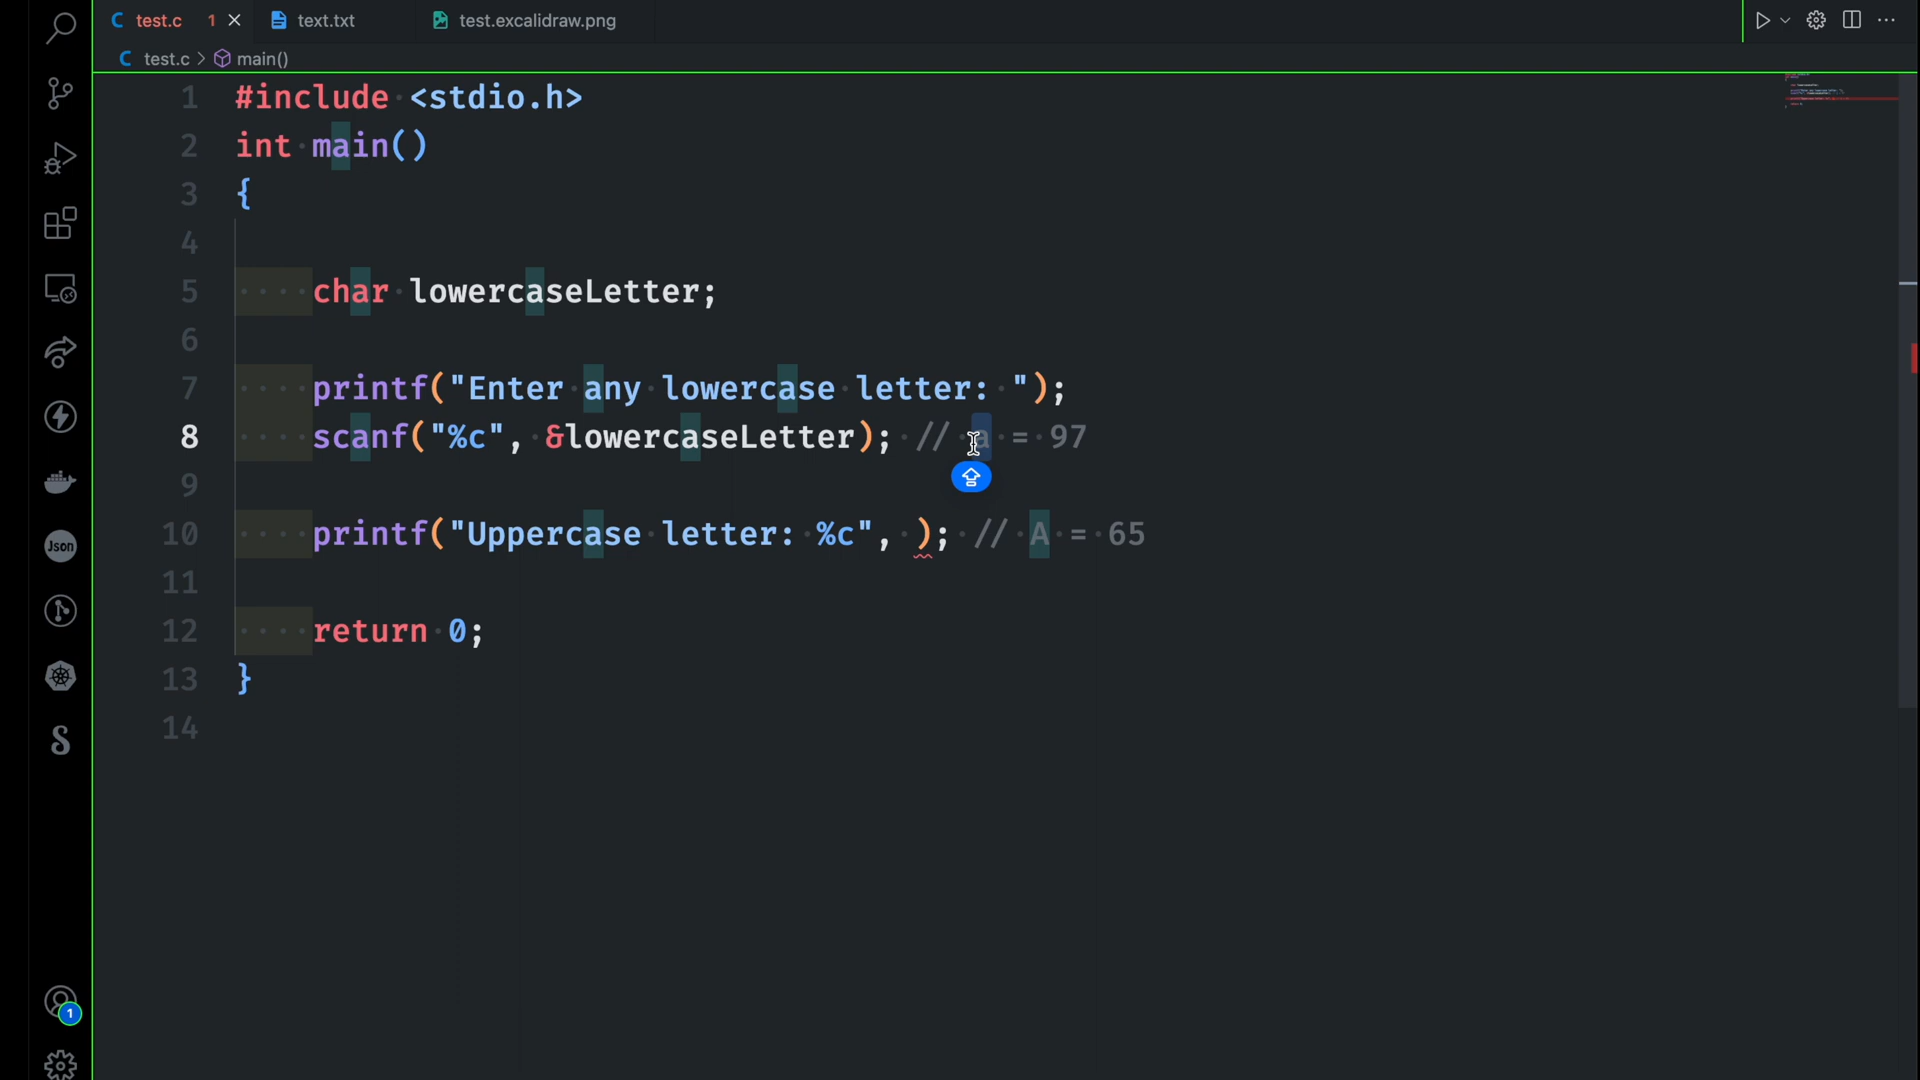 test.c 1 text.txt test.excalidraw.png
test.c > main()
1 #include <stdio.h>
2 int main()
3 {
4
5 char lowercaseLetter;
6
7 printf("Enter any lowercase letter: ");
8 scanf("%c", &lowercaseLetter); // a = 97
9
10 printf("Uppercase letter: %c", ); // A = 65
11
12 return 0;
13 }
14
Json
1